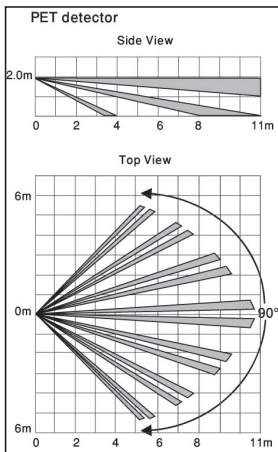 PET detector
Side View
2.0m
0 2 4 6 8 11m
Top View
6m
0m
90°
6m
0 2 4 6 8 11m